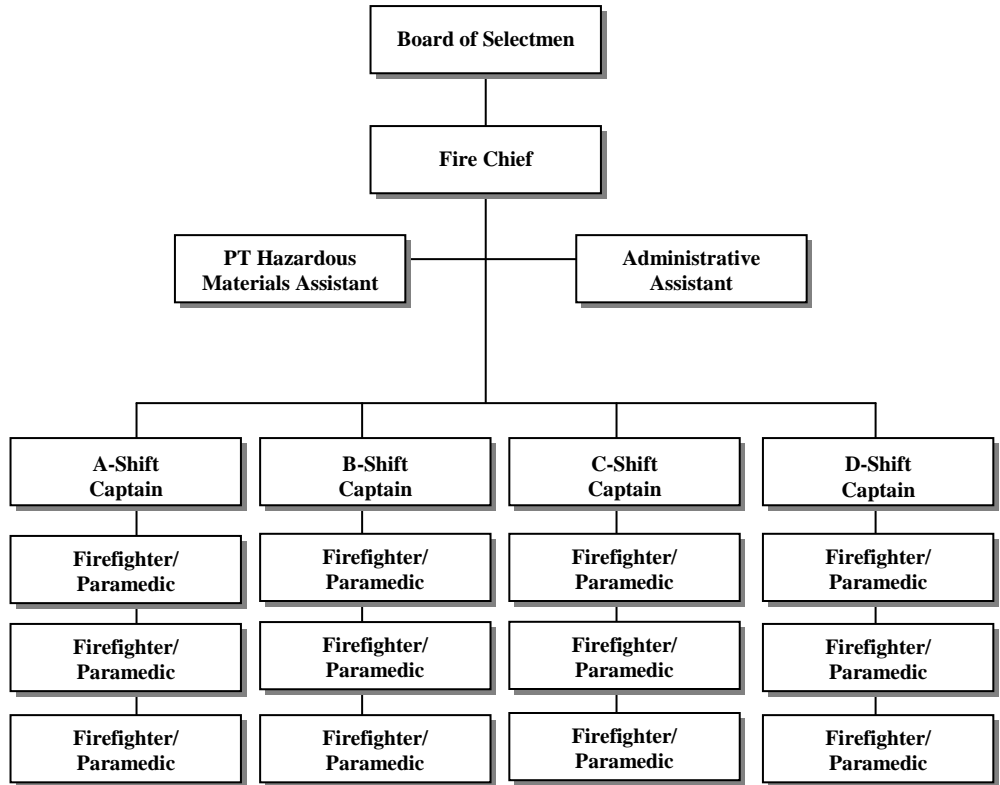 Board of Selectmen
Fire Chief
PT Hazardous
Materials Assistant
Administrative
Assistant
A-Shift
Captain
B-Shift
Captain
C-Shift
Captain
D-Shift
Captain
Firefighter/
Paramedic
Firefighter/
Paramedic
Firefighter/
Paramedic
Firefighter/
Paramedic
Firefighter/
Paramedic
Firefighter/
Paramedic
Firefighter/
Paramedic
Firefighter/
Paramedic
Firefighter/
Paramedic
Firefighter/
Paramedic
Firefighter/
Paramedic
Firefighter/
Paramedic